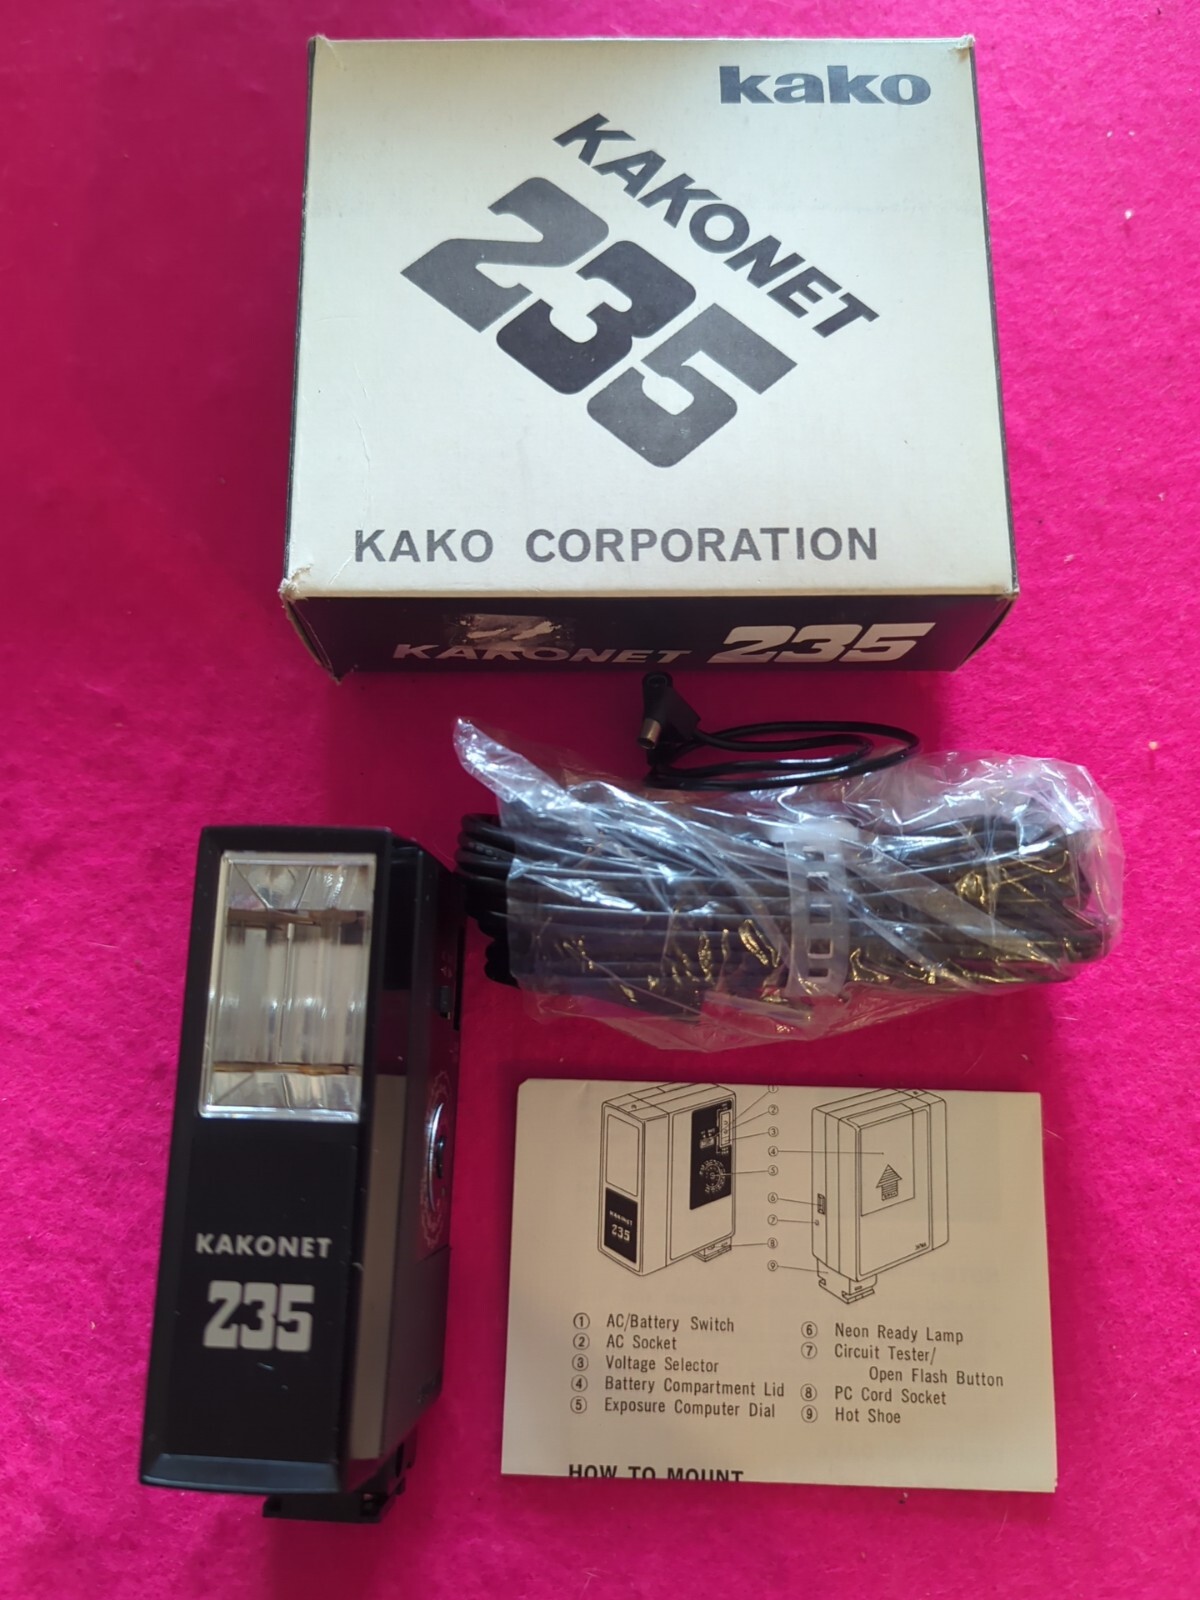 kako
KAKONET
235
KAKO CORPORATION
KAKONET 235
KAKONET
235
KAKONET
235
① AC/Battery Switch
② AC Socket
③ Voltage Selector
④ Battery Compartment Lid
⑤ Exposure Computer Dial
⑥ Neon Ready Lamp
⑦ Circuit Tester/
Open Flash Button
⑧ PC Cord Socket
⑨ Hot Shoe
HOW TO MOUNT